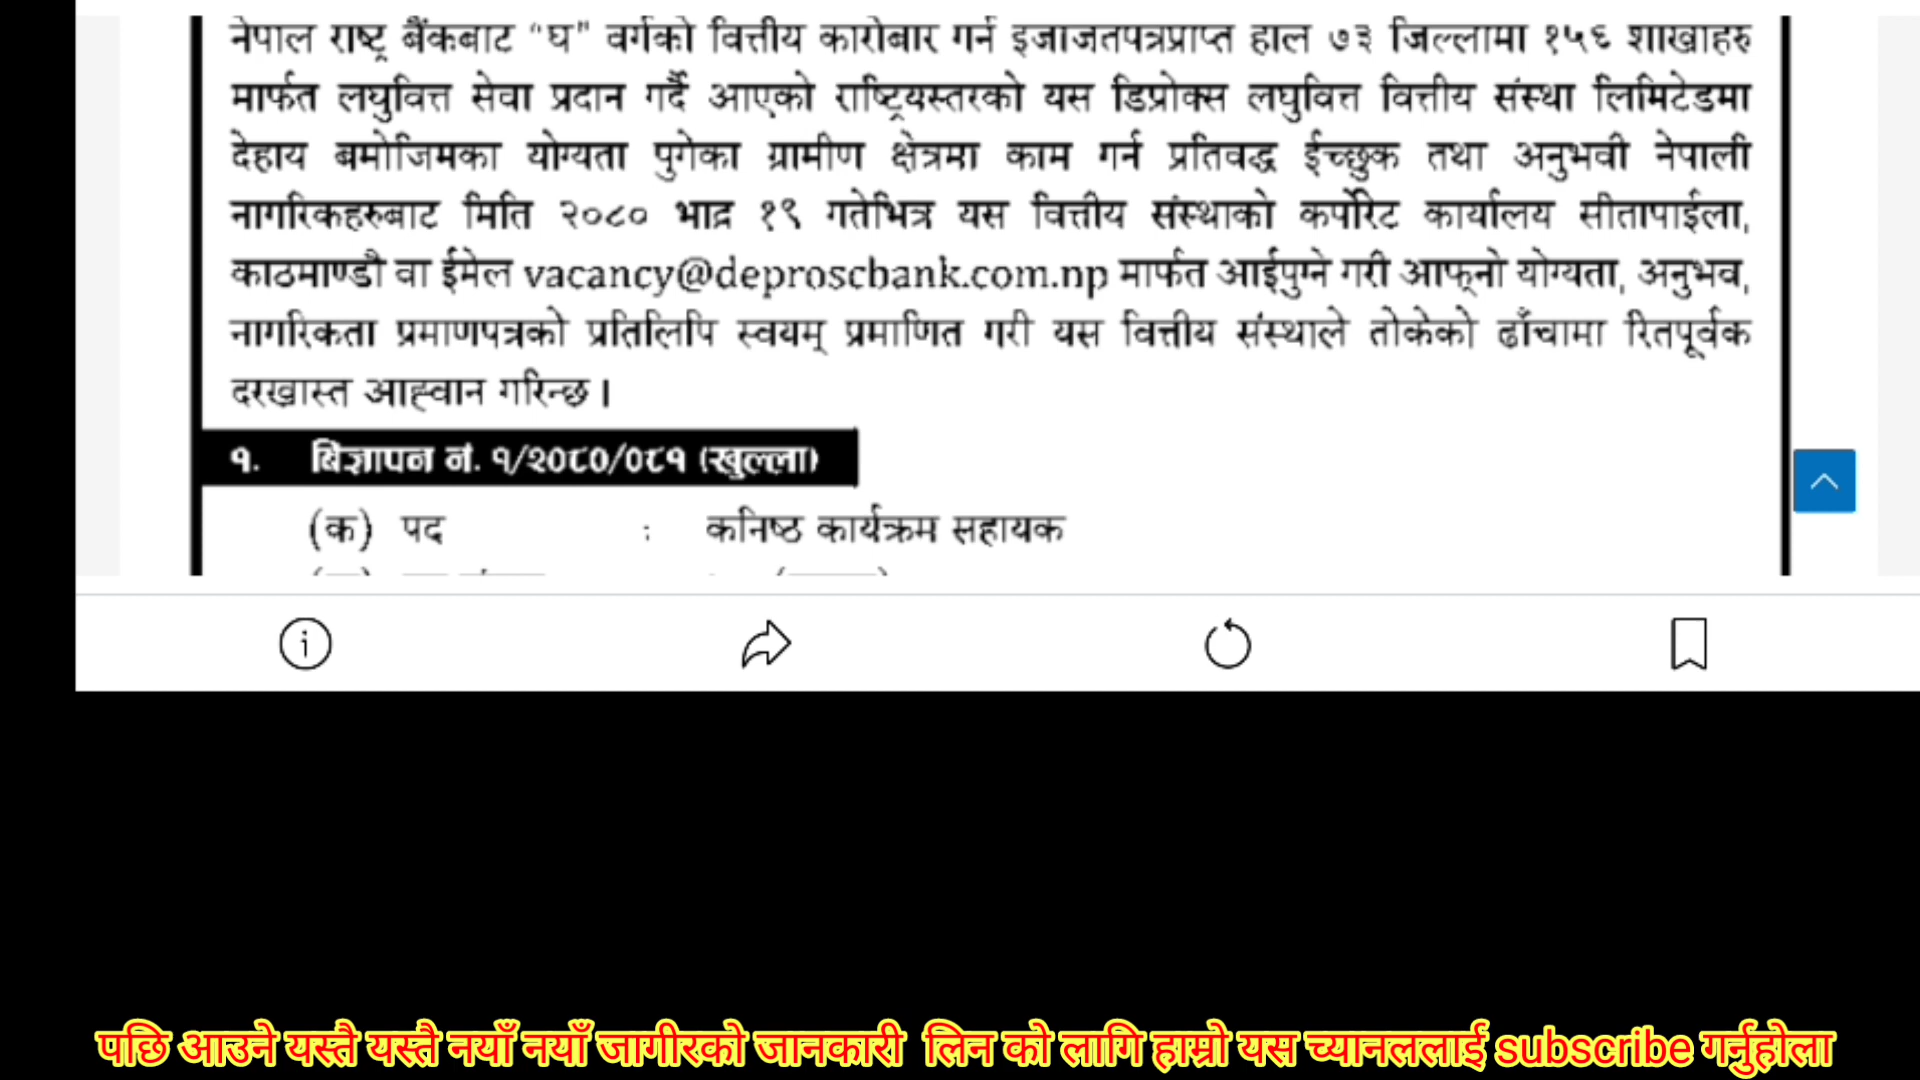 नेपाल राष्ट्र बैंकबाट “घ” वर्गको वित्तीय कारोबार गर्न इजाजतपत्रप्राप्त हाल ७३ जिल्लामा १५६ शाखाहरु
मार्फत लघुवित्त सेवा प्रदान गर्दै आएको राष्ट्रियस्तरको यस डिप्रोक्स लघुवित्त वित्तीय संस्था लिमिटेडमा
देहाय बमोजिमका योग्यता पुगेका ग्रामीण क्षेत्रमा काम गर्न प्रतिवद्ध ईच्छुक तथा अनुभवी नेपाली
नागरिकहरुबाट मिति २०८० भाद्र १९ गतेभित्र यस वित्तीय संस्थाको कर्पोरेट कार्यालय सीतापाईला,
काठमाण्डौ वा ईमेल vacancy@deproscbank.com.np मार्फत आईपुग्ने गरी आफ्नो योग्यता, अनुभव,
नागरिकता प्रमाणपत्रको प्रतिलिपि स्वयम् प्रमाणित गरी यस वित्तीय संस्थाले तोकेको ढाँचामा रितपूर्वक
दरखास्त आह्वान गरिन्छ।
१. विज्ञापन नं. १/२०८०/०८१ (खुल्ला)
(क) पद : कनिष्ठ कार्यक्रम सहायक
पछि आउने यस्तै यस्तै नयाँ नयाँ जागीरको जानकारी लिन को लागि हाम्रो यस च्यानललाई subscribe गर्नुहोला